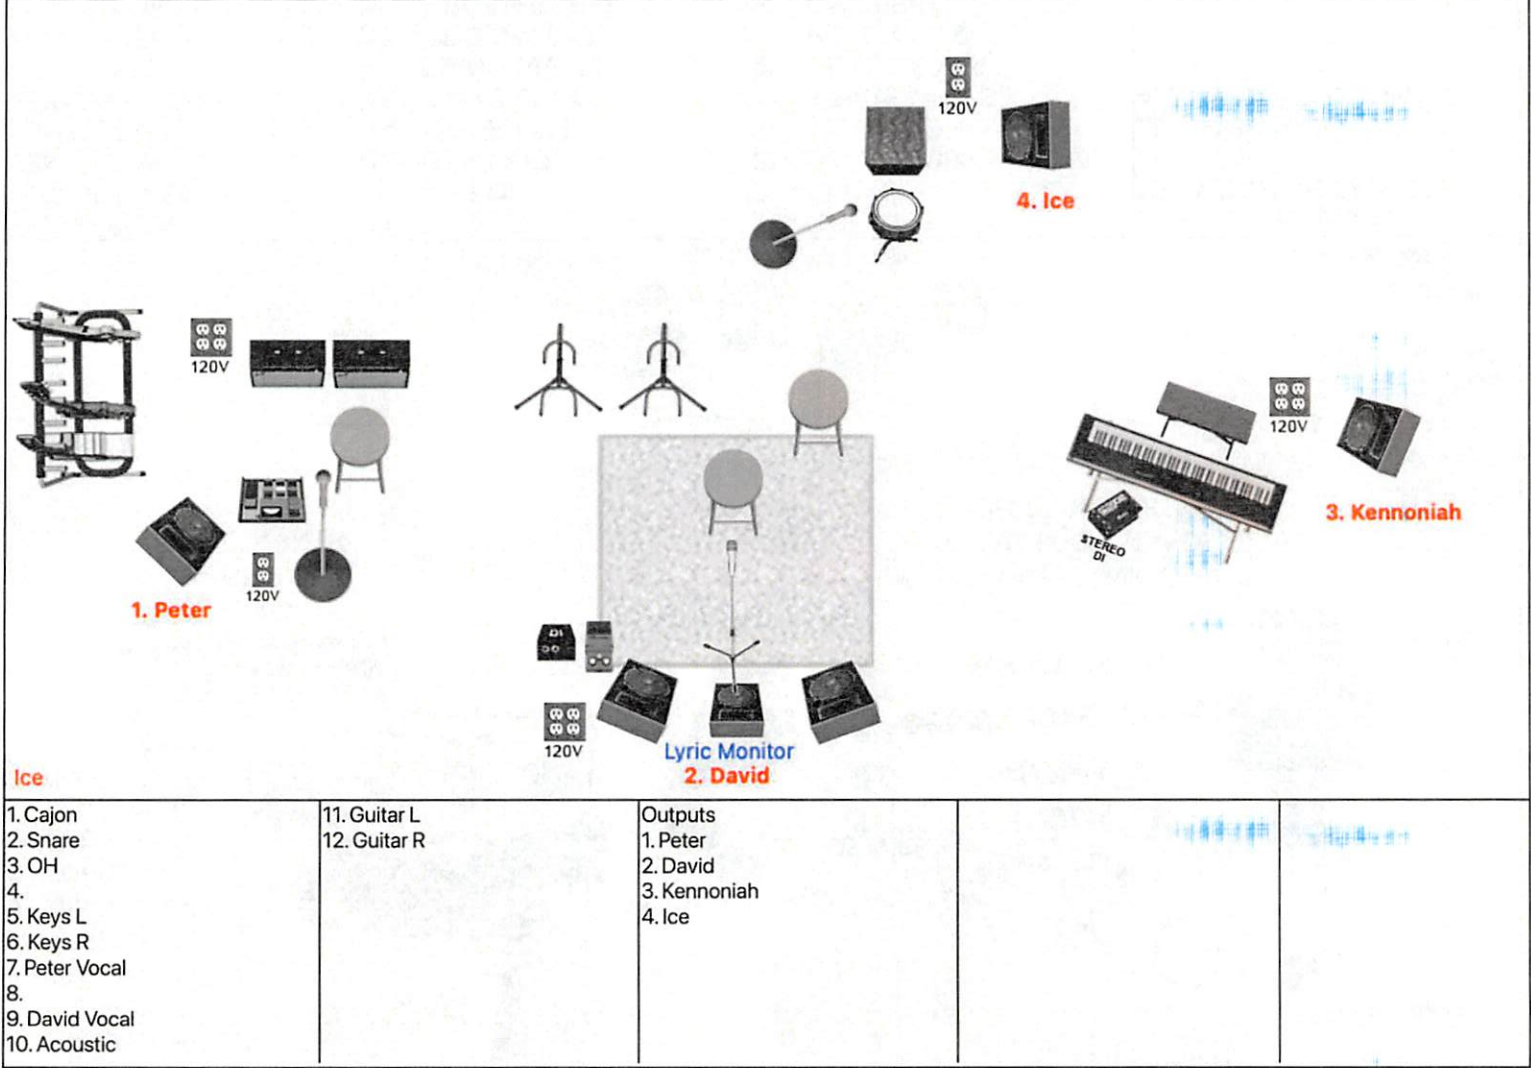 120V
4. Ice
120V
120V
3. Kennoniah
STEREO
DI
120V
1. Peter
DI
120V
Lyric Monitor
2. David
Ice
1. Cajon
2. Snare
3. OH
4.
5. Keys L
6. Keys R
7. Peter Vocal
8.
9. David Vocal
10. Acoustic
11. Guitar L
12. Guitar R
Outputs
1. Peter
2. David
3. Kennoniah
4. Ice